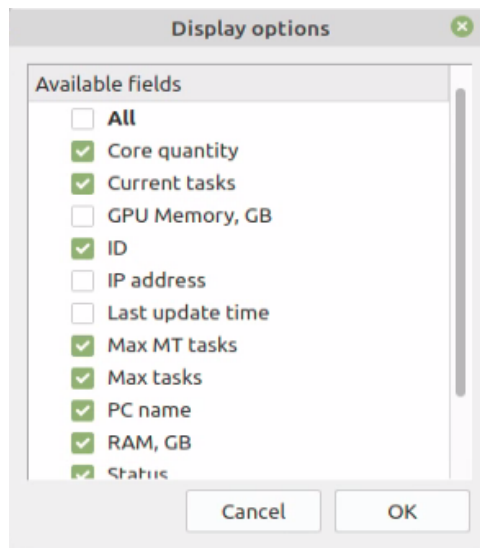 Display options
Available fields
All
Core quantity
Current tasks
GPU Memory, GB
ID
IP address
Last update time
Max MT tasks
Max tasks
PC name
RAM, GB
Status
Cancel
OK